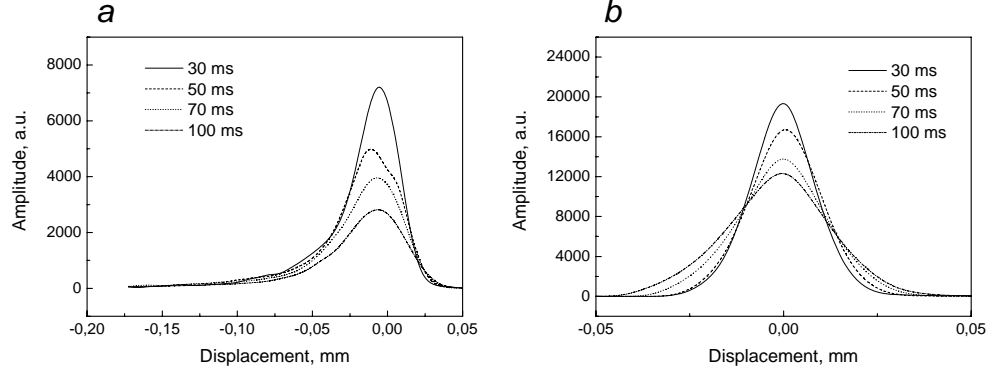 a
8000
6000
4000
2000
0
Amplitude, a.u.
30 ms
50 ms
70 ms
100 ms
-0,20 -0,15 -0,10 -0,05 0,00 0,05
Displacement, mm
b
24000
20000
16000
12000
8000
4000
0
Amplitude, a.u.
30 ms
50 ms
70 ms
100 ms
-0,05 0,00 0,05
Displacement, mm